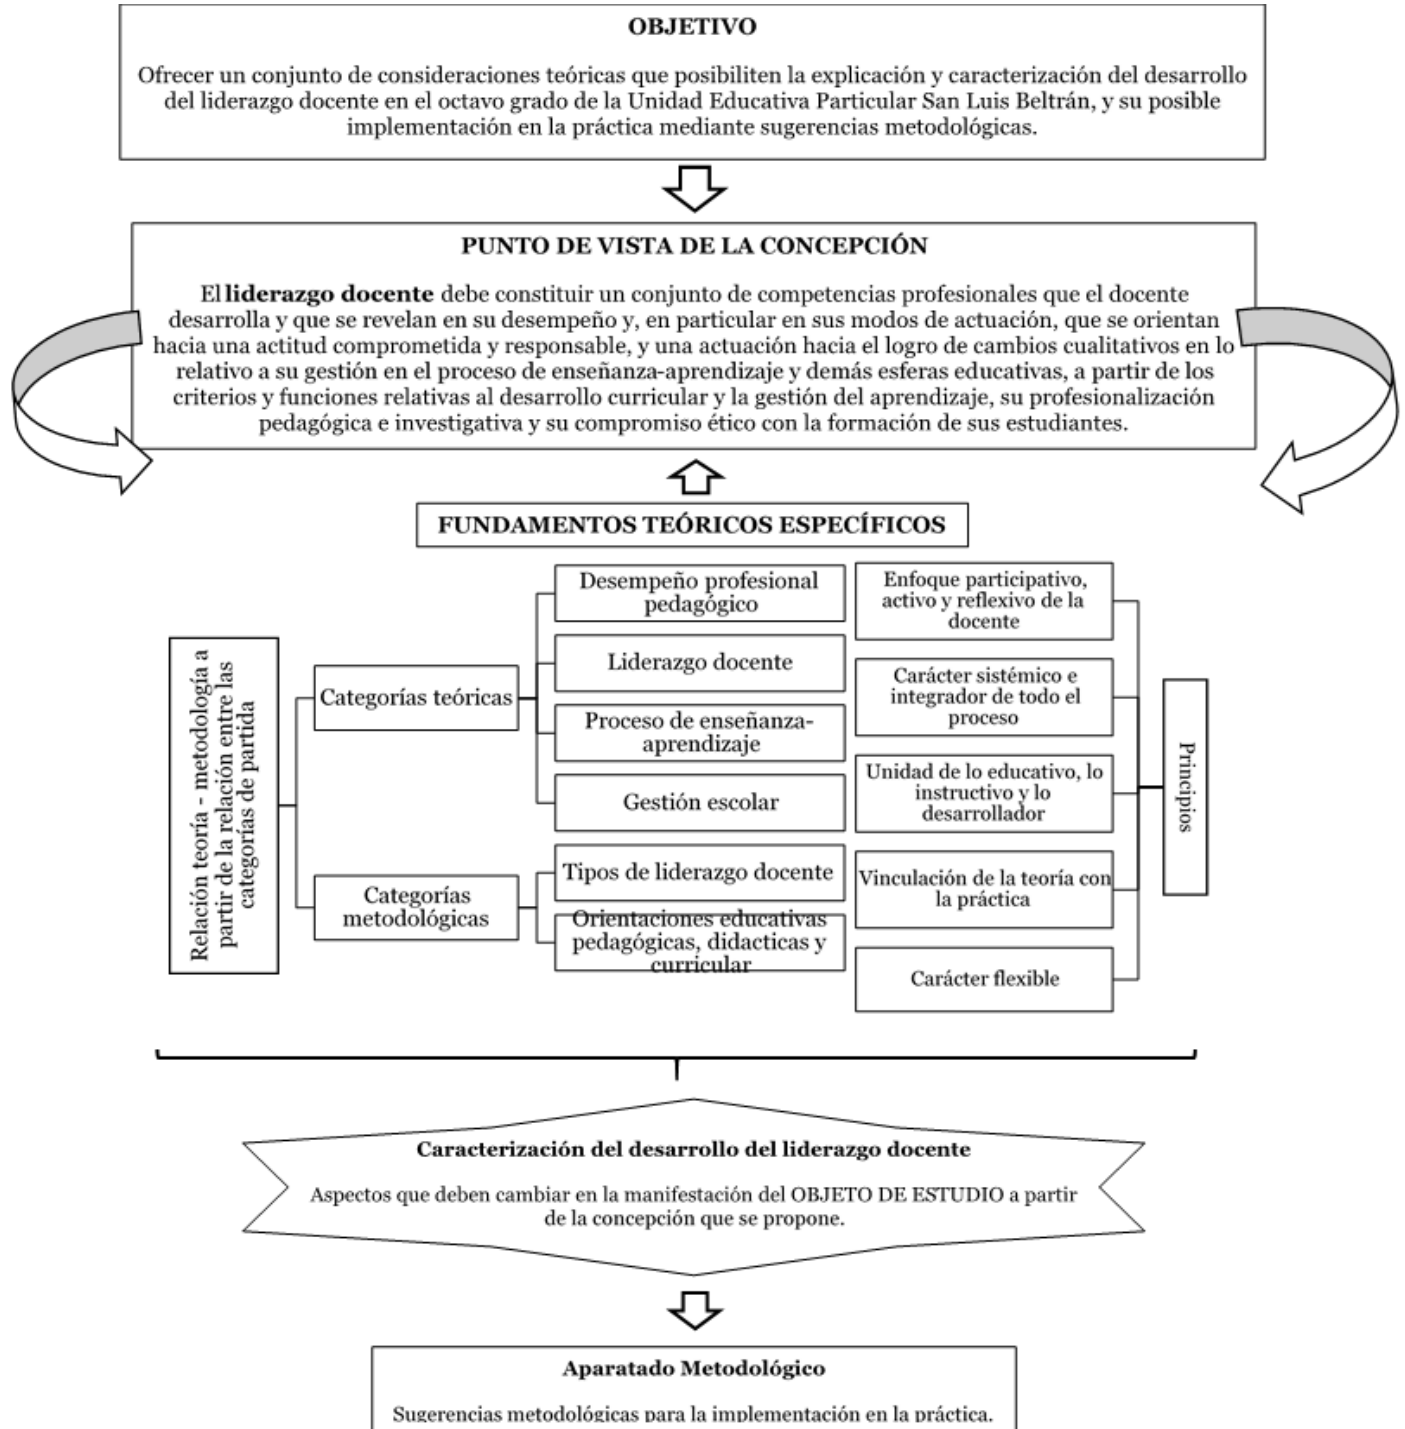 OBJETIVO
Ofrecer un conjunto de consideraciones teóricas que posibiliten la explicación y caracterización del desarrollo
del liderazgo docente en el octavo grado de la Unidad Educativa Particular San Luis Beltrán, y su posible
implementación en la práctica mediante sugerencias metodológicas.
PUNTO DE VISTA DE LA CONCEPCIÓN
El liderazgo docente debe constituir un conjunto de competencias profesionales que el docente
desarrolla y que se revelan en su desempeño y, en particular en sus modos de actuación, que se orientan
hacia una actitud comprometida y responsable, y una actuación hacia el logro de cambios cualitativos en lo
relativo a su gestión en el proceso de enseñanza-aprendizaje y demás esferas educativas, a partir de los
criterios y funciones relativas al desarrollo curricular y la gestión del aprendizaje, su profesionalización
pedagógica e investigativa y su compromiso ético con la formación de sus estudiantes.
FUNDAMENTOS TEÓRICOS ESPECÍFICOS
Relación teoría - metodología a
partir de la relación entre las
categorías de partida
Categorías teóricas
Desempeño profesional
pedagógico
Liderazgo docente
Proceso de enseñanza-
aprendizaje
Gestión escolar
Categorías
metodológicas
Tipos de liderazgo docente
Orientaciones educativas
pedagógicas, didacticas y
curricular
Enfoque participativo,
activo y reflexivo de la
docente
Carácter sistémico e
integrador de todo el
proceso
Unidad de lo educativo, lo
instructivo y lo
desarrollador
Vinculación de la teoría con
la práctica
Carácter flexible
Principios
Caracterización del desarrollo del liderazgo docente
Aspectos que deben cambiar en la manifestación del OBJETO DE ESTUDIO a partir
de la concepción que se propone.
Aparatado Metodológico
Sugerencias metodológicas para la implementación en la práctica.